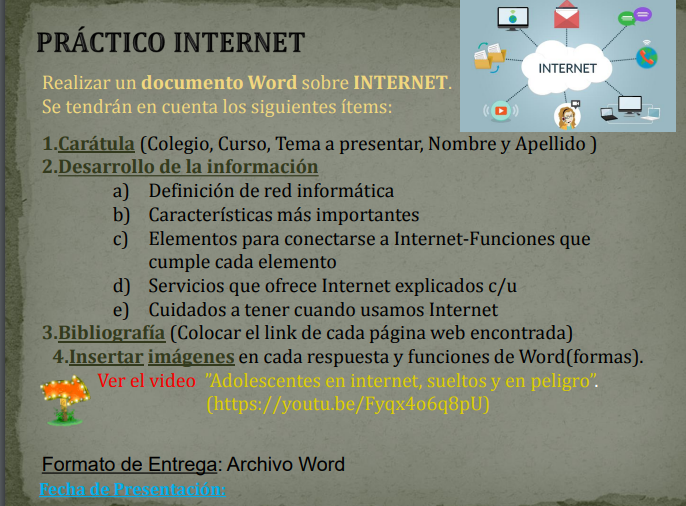 PRÁCTICO INTERNET
INTERNET
Realizar un documento Word sobre INTERNET.
Se tendrán en cuenta los siguientes ítems:
1.Carátula (Colegio, Curso, Tema a presentar, Nombre y Apellido )
2.Desarrollo de la información
a) Definición de red informática
b) Características más importantes
c) Elementos para conectarse a Internet-Funciones que
cumple cada elemento
d) Servicios que ofrece Internet explicados c/u
e) Cuidados a tener cuando usamos Internet
3.Bibliografía (Colocar el link de cada página web encontrada)
4.Insertar imágenes en cada respuesta y funciones de Word(formas).
Ver el video "Adolescentes en internet, sueltos y en peligro".
(https://youtu.be/Fyqx4o6q8pU)
Formato de Entrega: Archivo Word
Fecha de Presentación: